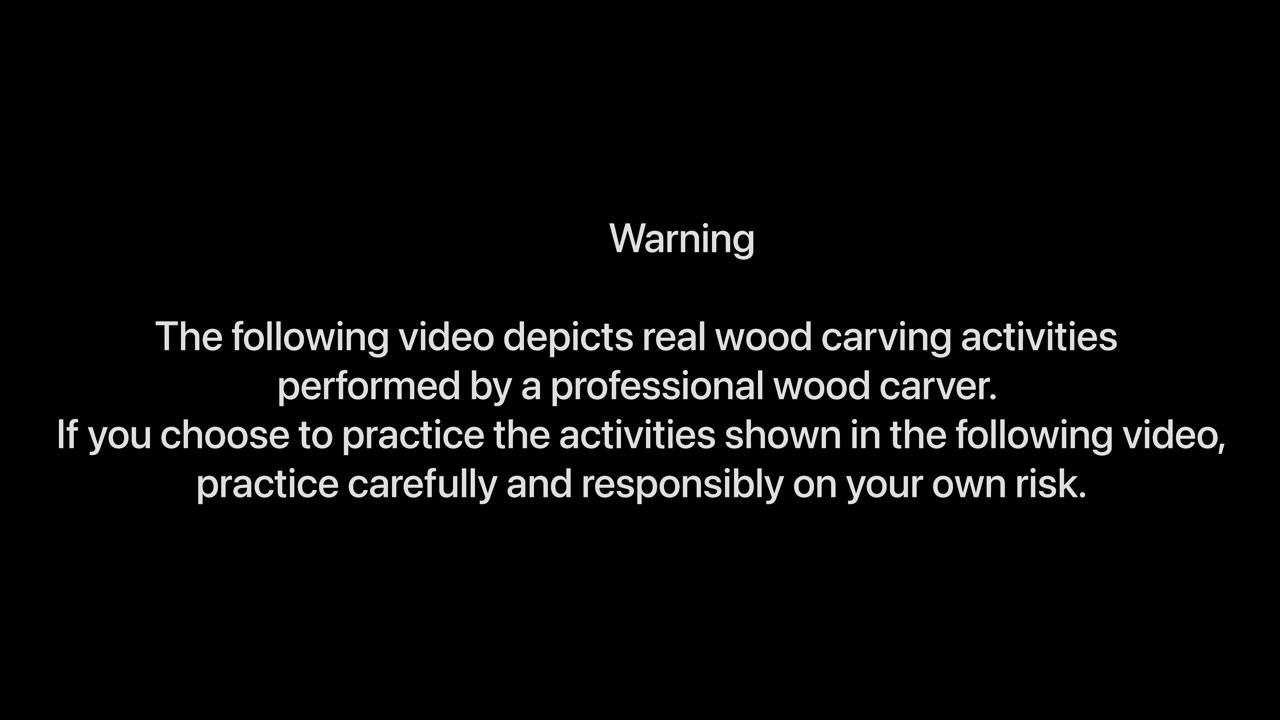 Warning
The following video depicts real wood carving activities
performed by a professional wood carver.
If you choose to practice the activities shown in the following video,
practice carefully and responsibly on your own risk.